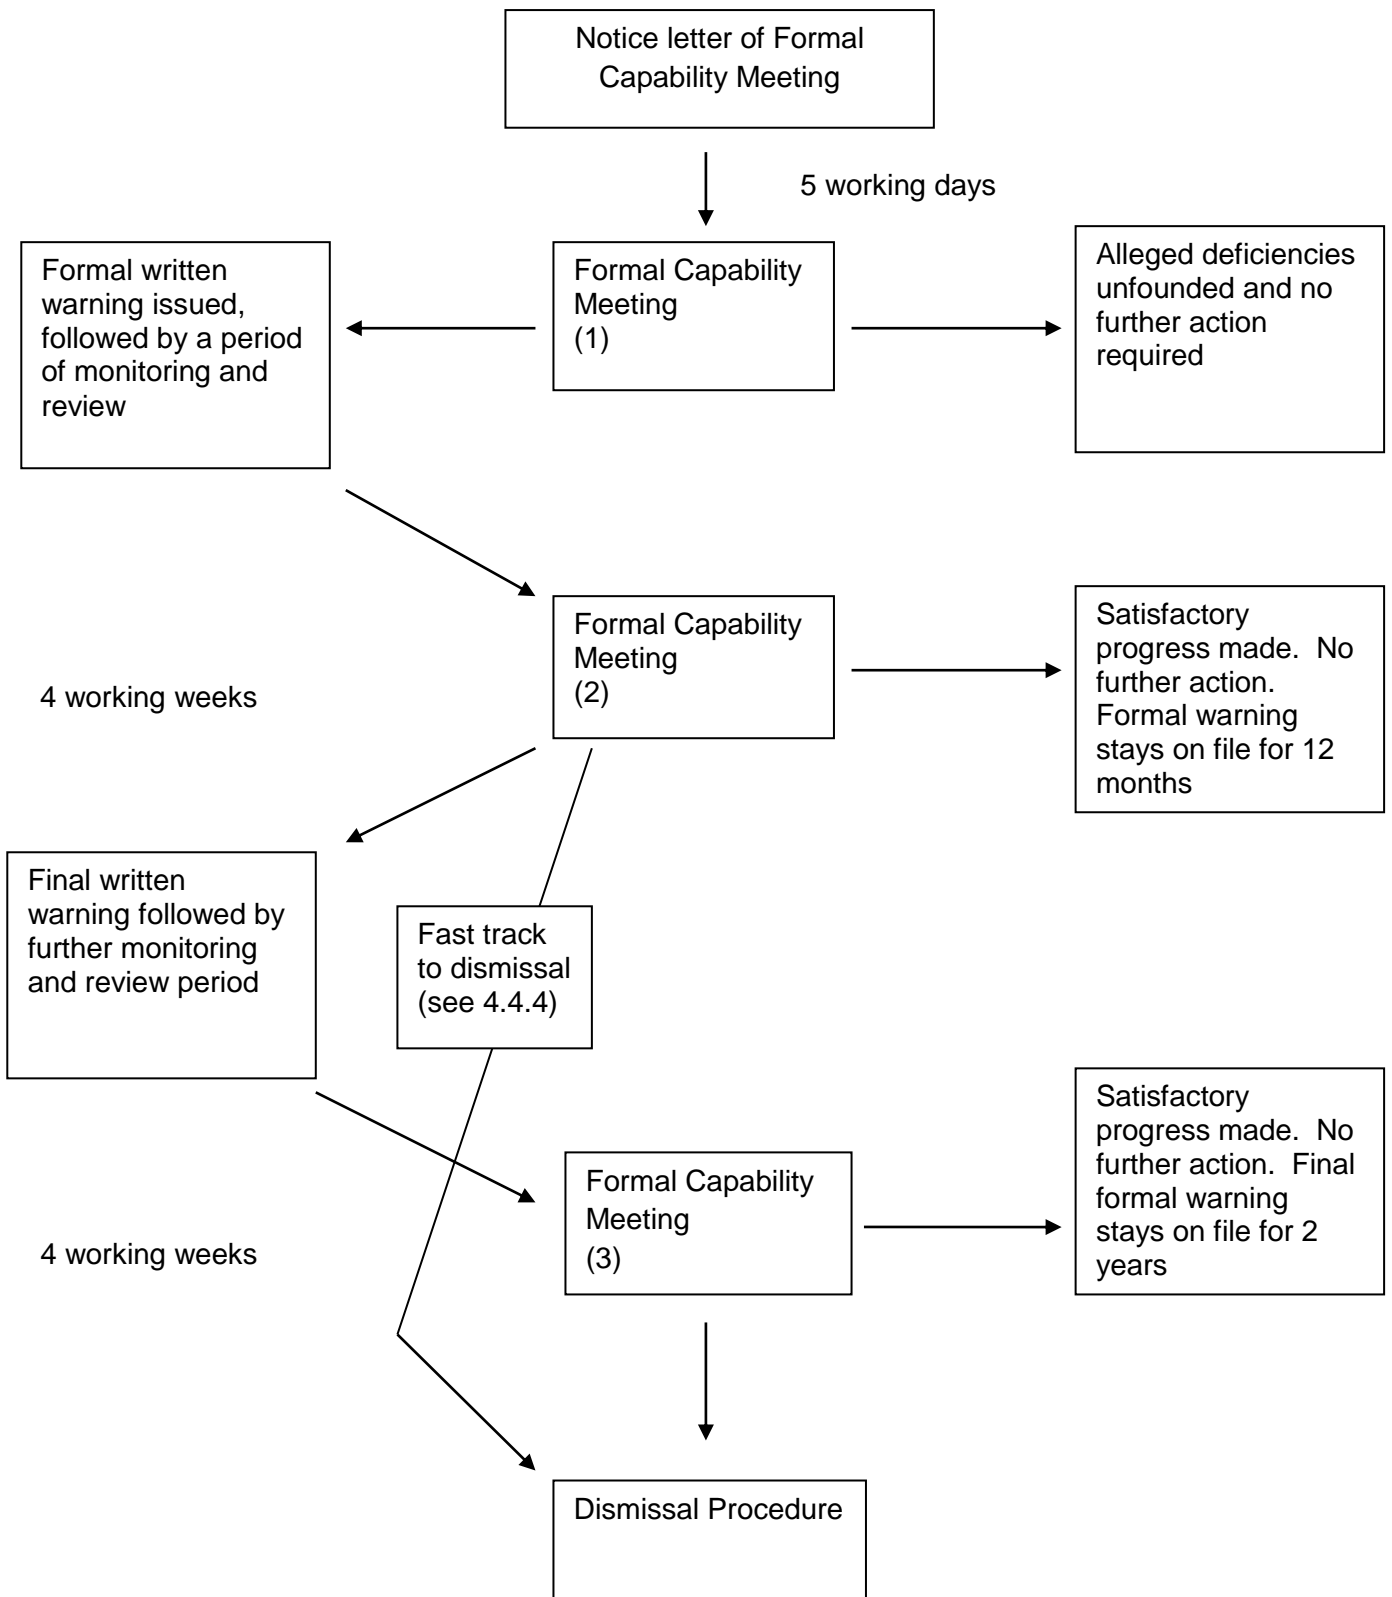 Notice letter of Formal
Capability Meeting
5 working days
Formal written
warning issued,
followed by a period
of monitoring and
review
Formal Capability
Meeting
(1)
Alleged deficiencies
unfounded and no
further action
required
Formal Capability
Meeting
(2)
Satisfactory
progress made.  No
further action.
Formal warning
stays on file for 12
months
4 working weeks
Final written
warning followed by
further monitoring
and review period
Fast track
to dismissal
(see 4.4.4)
Formal Capability
Meeting
(3)
Satisfactory
progress made.  No
further action.  Final
formal warning
stays on file for 2
years
4 working weeks
Dismissal Procedure